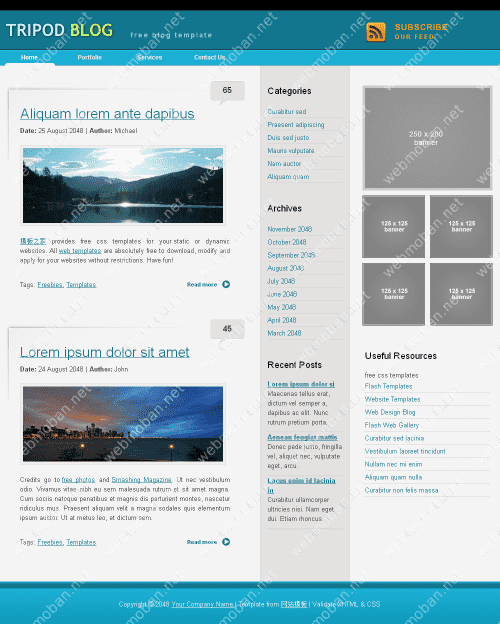 TRIPOD BLOG
free blog template
SUBSCRIBE
OUR FEED
Home
Portfolio
Services
Contact Us
65
Aliquam lorem ante dapibus
Date: 25 August 2048 | Author: Michael
模板之家 provides free css templates for your static or dynamic
websites. All web templates are absolutely free to download, modify and
apply for your websites without restrictions. Have fun!
Tags: Freebies, Templates
Read more
45
Lorem ipsum dolor sit amet
Date: 24 August 2048 | Author: John
Credits go to free photos and Smashing Magazine. Ut nec vestibulum
odio. Vivamus vitae nibh eu sem malesuada rutrum et sit amet magna.
Cum sociis natoque penatibus et magnis dis parturient montes, nascetur
ridiculus mus. Praesent aliquam velit a magna sodales quis elementum
ipsum auctor. Ut at metus leo, et dictum sem.
Tags: Freebies, Templates
Read more
Categories
Curabitur sed
Praesent adipiscing
Duis sed justo
Mauris vulputate
Nam auctor
Aliquam quam
Archives
November 2048
October 2048
September 2048
August 2048
July 2048
June 2048
May 2048
April 2048
March 2048
Recent Posts
Lorem ipsum dolor si
Maecenas tellus erat,
dictum vel semper a,
dapibus ac elit. Nunc
rutrum pretium porta.
Aenean feugiat mattis
Donec pede justo, fringilla
vel, aliquet nec, vulputate
eget, arcu.
Lacus enim id lacinia
in
Curabitur ullamcorper
ultricies nisi. Nam eget
dui. Etiam rhoncus
250 x 200
banner
125 x 125
banner
125 x 125
banner
125 x 125
banner
125 x 125
banner
Useful Resources
free css templates
Flash Templates
Website Templates
Web Design Blog
Flash Web Gallery
Curabitur sed lacinia
Vestibulum laoreet tincidunt
Nullam nec mi enim
Aliquam quam nulla
Curabitur non felis massa
Copyright © 2048 Your Company Name | Template from 网站模板 | Validate XHTML & CSS
webmoban.net